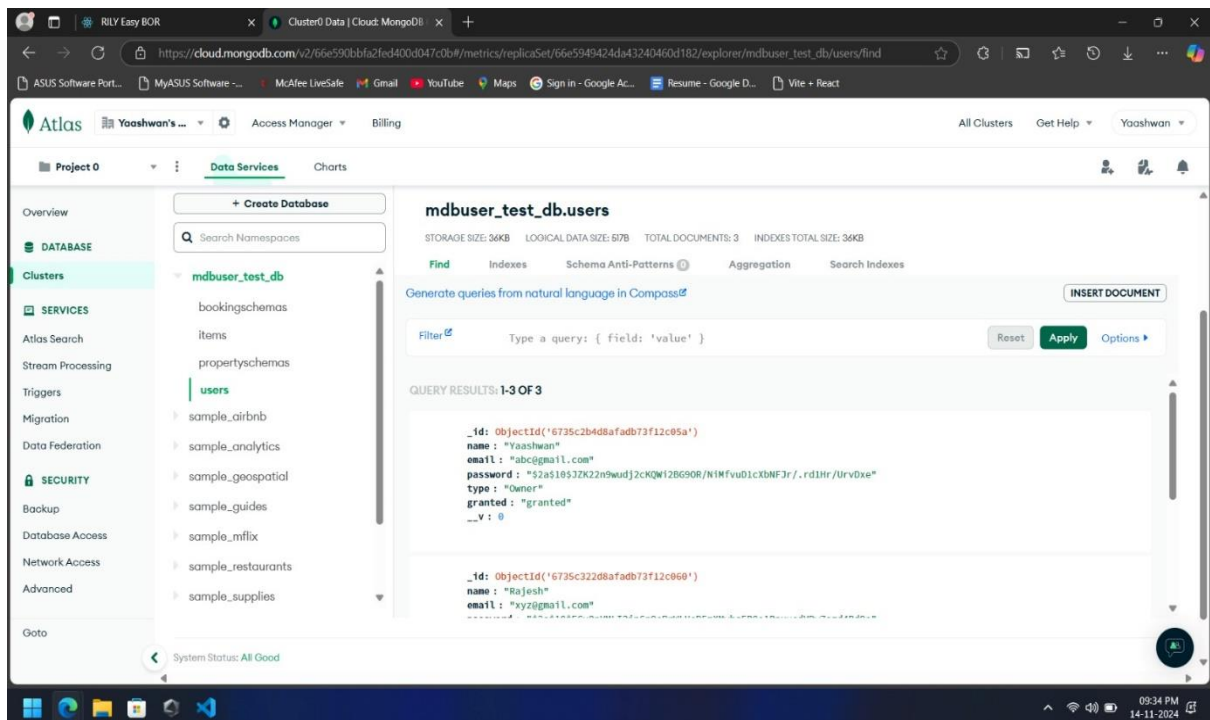 RILY Easy BOR
Cluster0 Data | Cloud: MongoDB
https://cloud.mongodb.com/v2/66e590bbfa2fed400d047c0b#/metrics/replicaSet/66e5949424da43240460d182/explorer/mdbuser_test_db/users/find
ASUS Software Port... MyASUS Software -... McAfee LiveSafe Gmail YouTube Maps Sign in - Google Ac... Resume - Google D... Vite + React
Atlas Yaashwan's ... Access Manager Billing All Clusters Get Help Yaashwan
Project 0 Data Services Charts
Overview
DATABASE
Clusters
SERVICES
Atlas Search
Stream Processing
Triggers
Migration
Data Federation
SECURITY
Backup
Database Access
Network Access
Advanced
Goto
+ Create Database
Search Namespaces
mdbuser_test_db
bookingschemas
items
propertyschemas
users
sample_airbnb
sample_analytics
sample_geospatial
sample_guides
sample_mflix
sample_restaurants
sample_supplies
mdbuser_test_db.users
STORAGE SIZE: 36KB LOGICAL DATA SIZE: 517B TOTAL DOCUMENTS: 3 INDEXES TOTAL SIZE: 36KB
Find Indexes Schema Anti-Patterns 0 Aggregation Search Indexes
Generate queries from natural language in Compass
INSERT DOCUMENT
Filter Type a query: { field: 'value' } Reset Apply Options
QUERY RESULTS: 1-3 OF 3
_id: ObjectId('6735c2b4d8afadb73f12c05a')
name : "Yaashwan"
email : "abc@gmail.com"
password : "$2a$10$JZK22n9wudj2cKQWi2BG9OR/NiMfvuD1cXbNFJr/.rd1Hr/UrvDxe"
type : "Owner"
granted : "granted"
__v : 0
_id: ObjectId('6735c322d8afadb73f12c060')
name : "Rajesh"
email : "xyz@gmail.com"
System Status: All Good
09:34 PM
14-11-2024